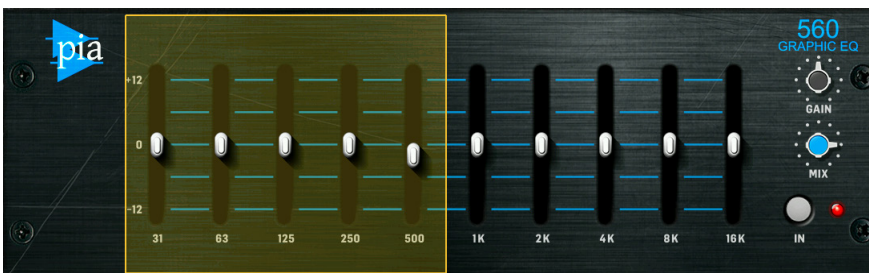 pia
560
GRAPHIC EQ
+12
0
-12
31 63 125 250 500 1K 2K 4K 8K 16K
GAIN
MIX
IN